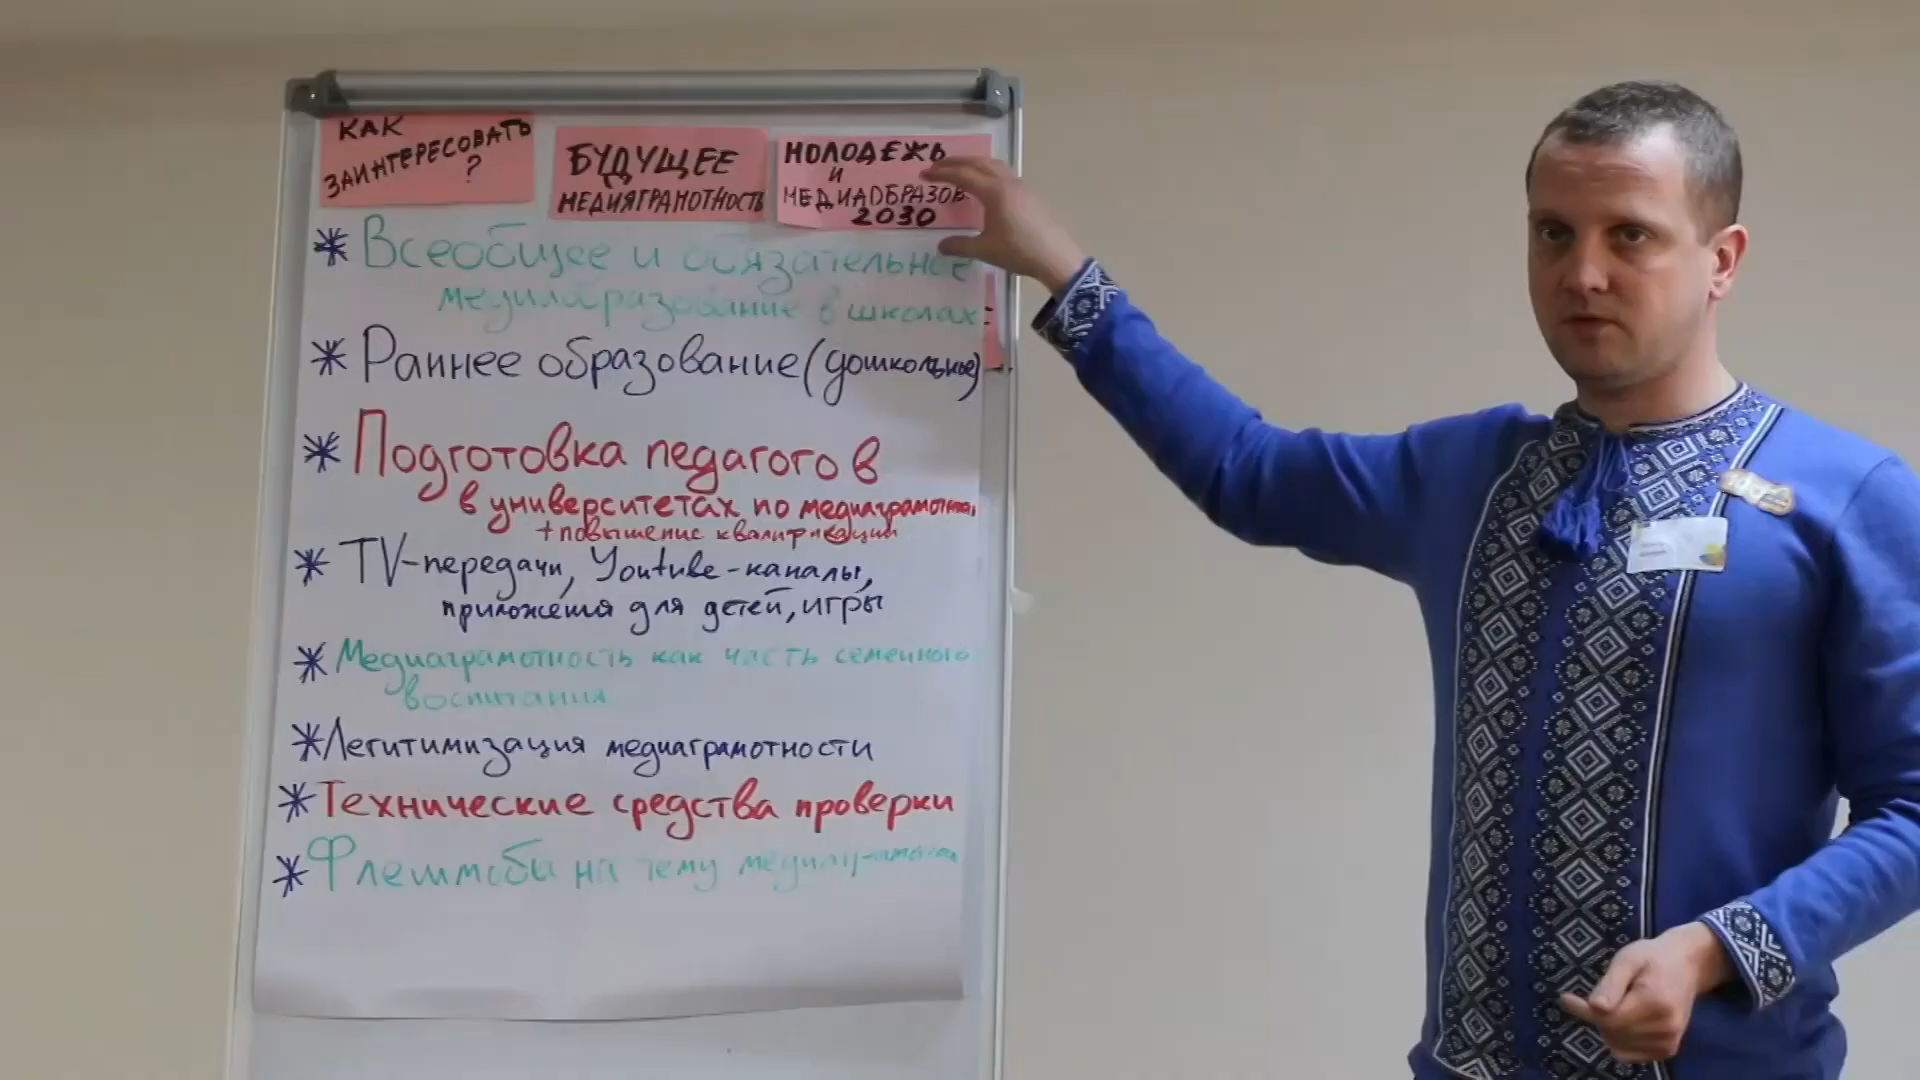 КАК
ЗАИНТЕРЕСОВАТЬ
?
БУДУЩЕЕ
МЕДИЯГРАМОТНОСТЬ
МОЛОДЕЖЬ
И
МЕДИАОБРАЗОВ
2030
* Всеобщее и обязательное
медиаобразование в школах
* Раннее образование (дошкольное)
* Подготовка педагогов
в университетах по
+ повышение квалификации
* TV-передачи, Youtube-каналы,
приложения для детей, игры
* Медиаграмотность как часть семейного
воспитания
* Легитимизация медиаграмотности
* Технические средства проверки
* Флешмобы на тему